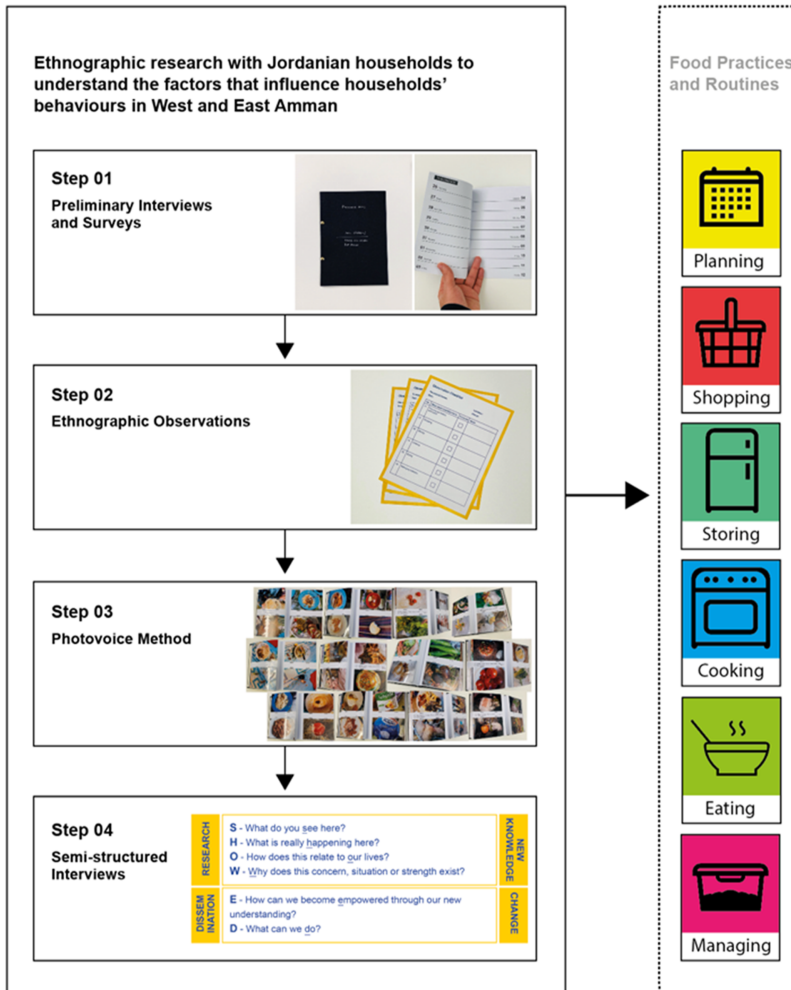 Ethnographic research with Jordanian households to
understand the factors that influence households'
behaviours in West and East Amman
Step 01
Preliminary Interviews
and Surveys
Step 02
Ethnographic Observations
Step 03
Photovoice Method
Step 04
Semi-structured
Interviews
RESEARCH
S - What do you see here?
H - What is really happening here?
O - How does this relate to our lives?
W - Why does this concern, situation or strength exist?
NEW
KNOWLEDGE
DISSEM
INATION
E - How can we become empowered through our new
understanding?
D - What can we do?
CHANGE
Food Practices
and Routines
Planning
Shopping
Storing
Cooking
Eating
Managing